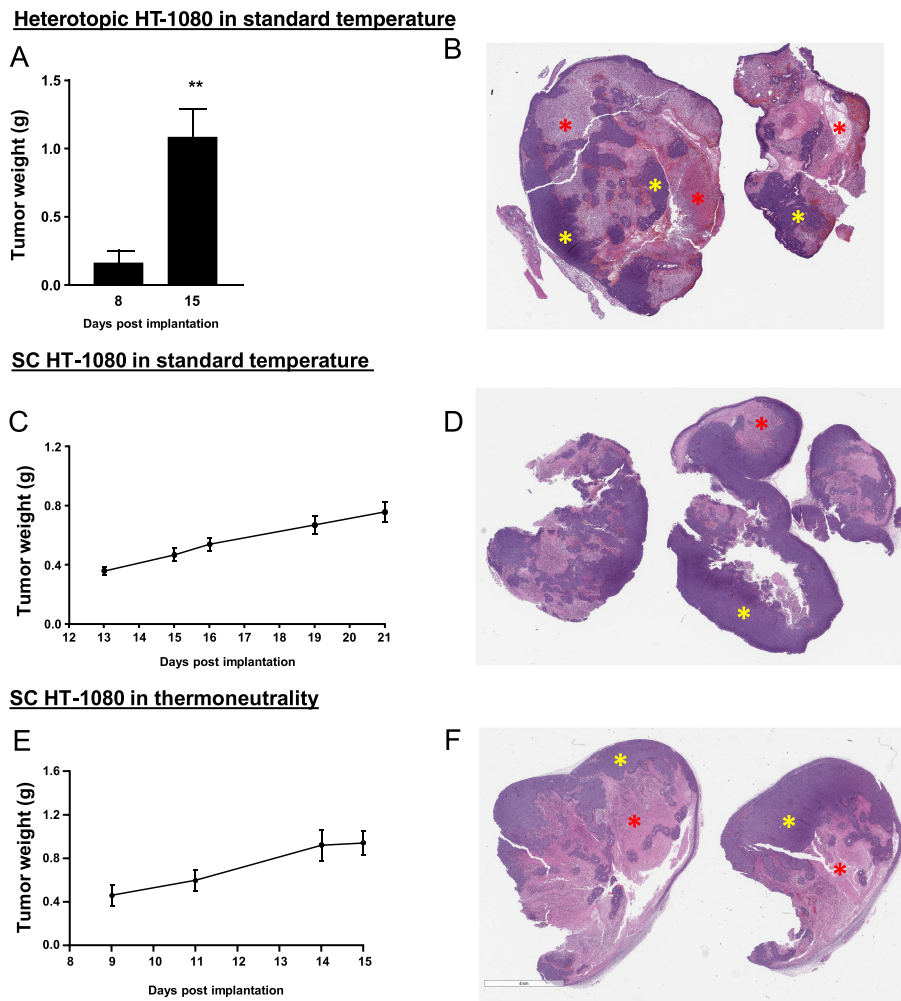 Heterotopic HT-1080 in standard temperature
A
B
Tumor weight (g)
1.5
1.0
0.5
0.0
**
8 15
Days post implantation
* * * *
* *
SC HT-1080 in standard temperature
C
D
Tumor weight (g)
1.2
0.8
0.4
0.0
12 13 14 15 16 17 18 19 20 21
Days post implantation
*
*
SC HT-1080 in thermoneutrality
E
F
Tumor weight (g)
1.6
1.2
0.8
0.4
0.0
8 9 10 11 12 13 14 15
Days post implantation
* *
* *